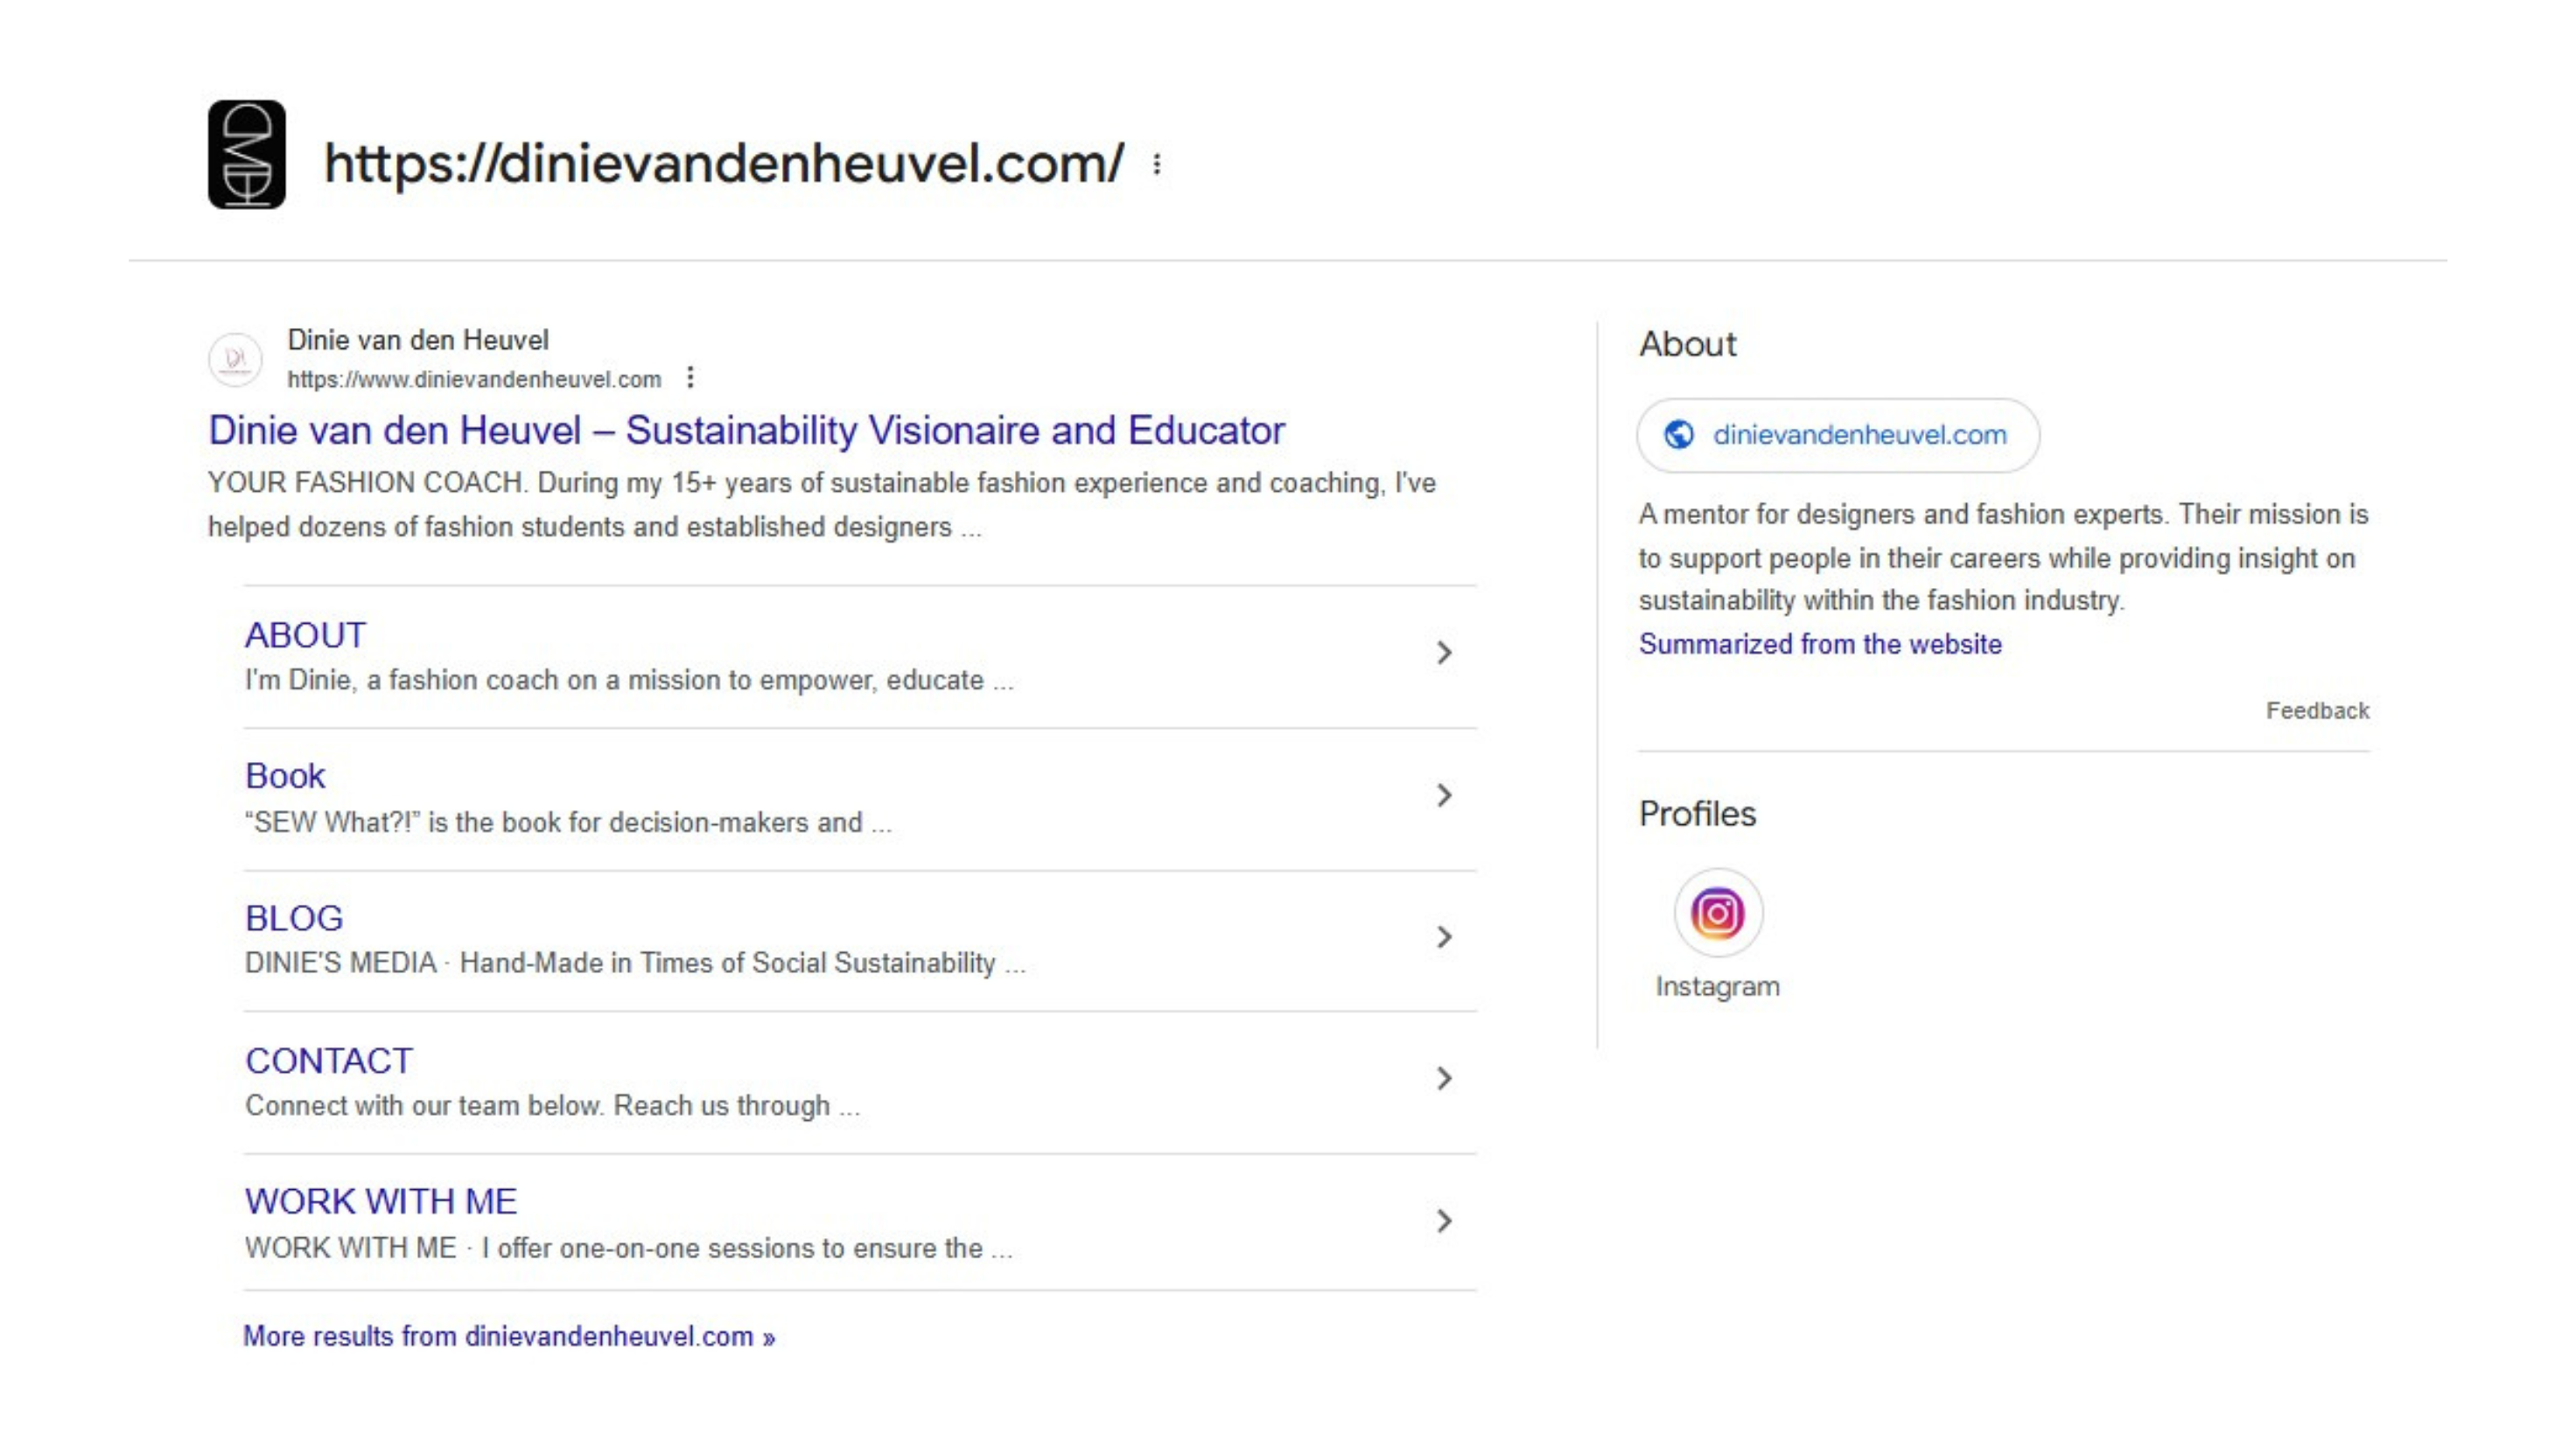 DVDH
https://dinievandenheuvel.com/
Dinie van den Heuvel
https://www.dinievandenheuvel.com
Dinie van den Heuvel – Sustainability Visionaire and Educator
YOUR FASHION COACH. During my 15+ years of sustainable fashion experience and coaching, I've
helped dozens of fashion students and established designers ...
ABOUT
I'm Dinie, a fashion coach on a mission to empower, educate ...
Book
“SEW What?!” is the book for decision-makers and ...
BLOG
DINIE'S MEDIA · Hand-Made in Times of Social Sustainability ...
CONTACT
Connect with our team below. Reach us through ...
WORK WITH ME
WORK WITH ME · I offer one-on-one sessions to ensure the ...
More results from dinievandenheuvel.com »
About
dinievandenheuvel.com
A mentor for designers and fashion experts. Their mission is
to support people in their careers while providing insight on
sustainability within the fashion industry.
Summarized from the website
Feedback
Profiles
Instagram